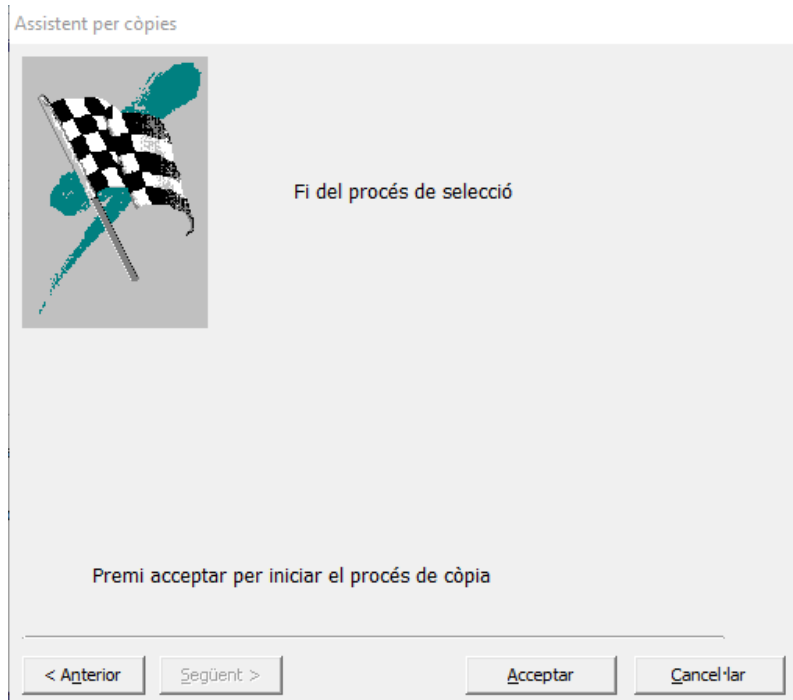 Assistent per còpies
Fi del procés de selecció
Premi acceptar per iniciar el procés de còpia
< Anterior
Següent >
Acceptar
Cancel·lar